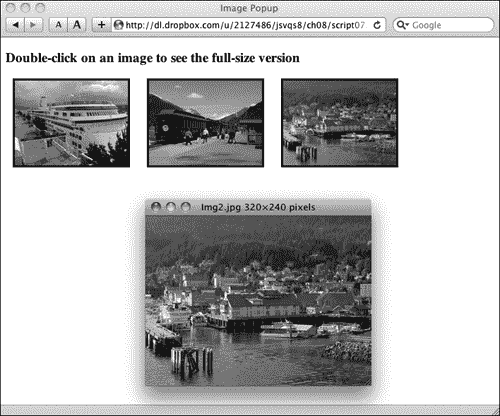 Image Popup
A A + http://dl.dropbox.com/u/2127486/jsvqs8/ch08/script07. Google
Double-click on an image to see the full-size version
Img2.jpg 320×240 pixels